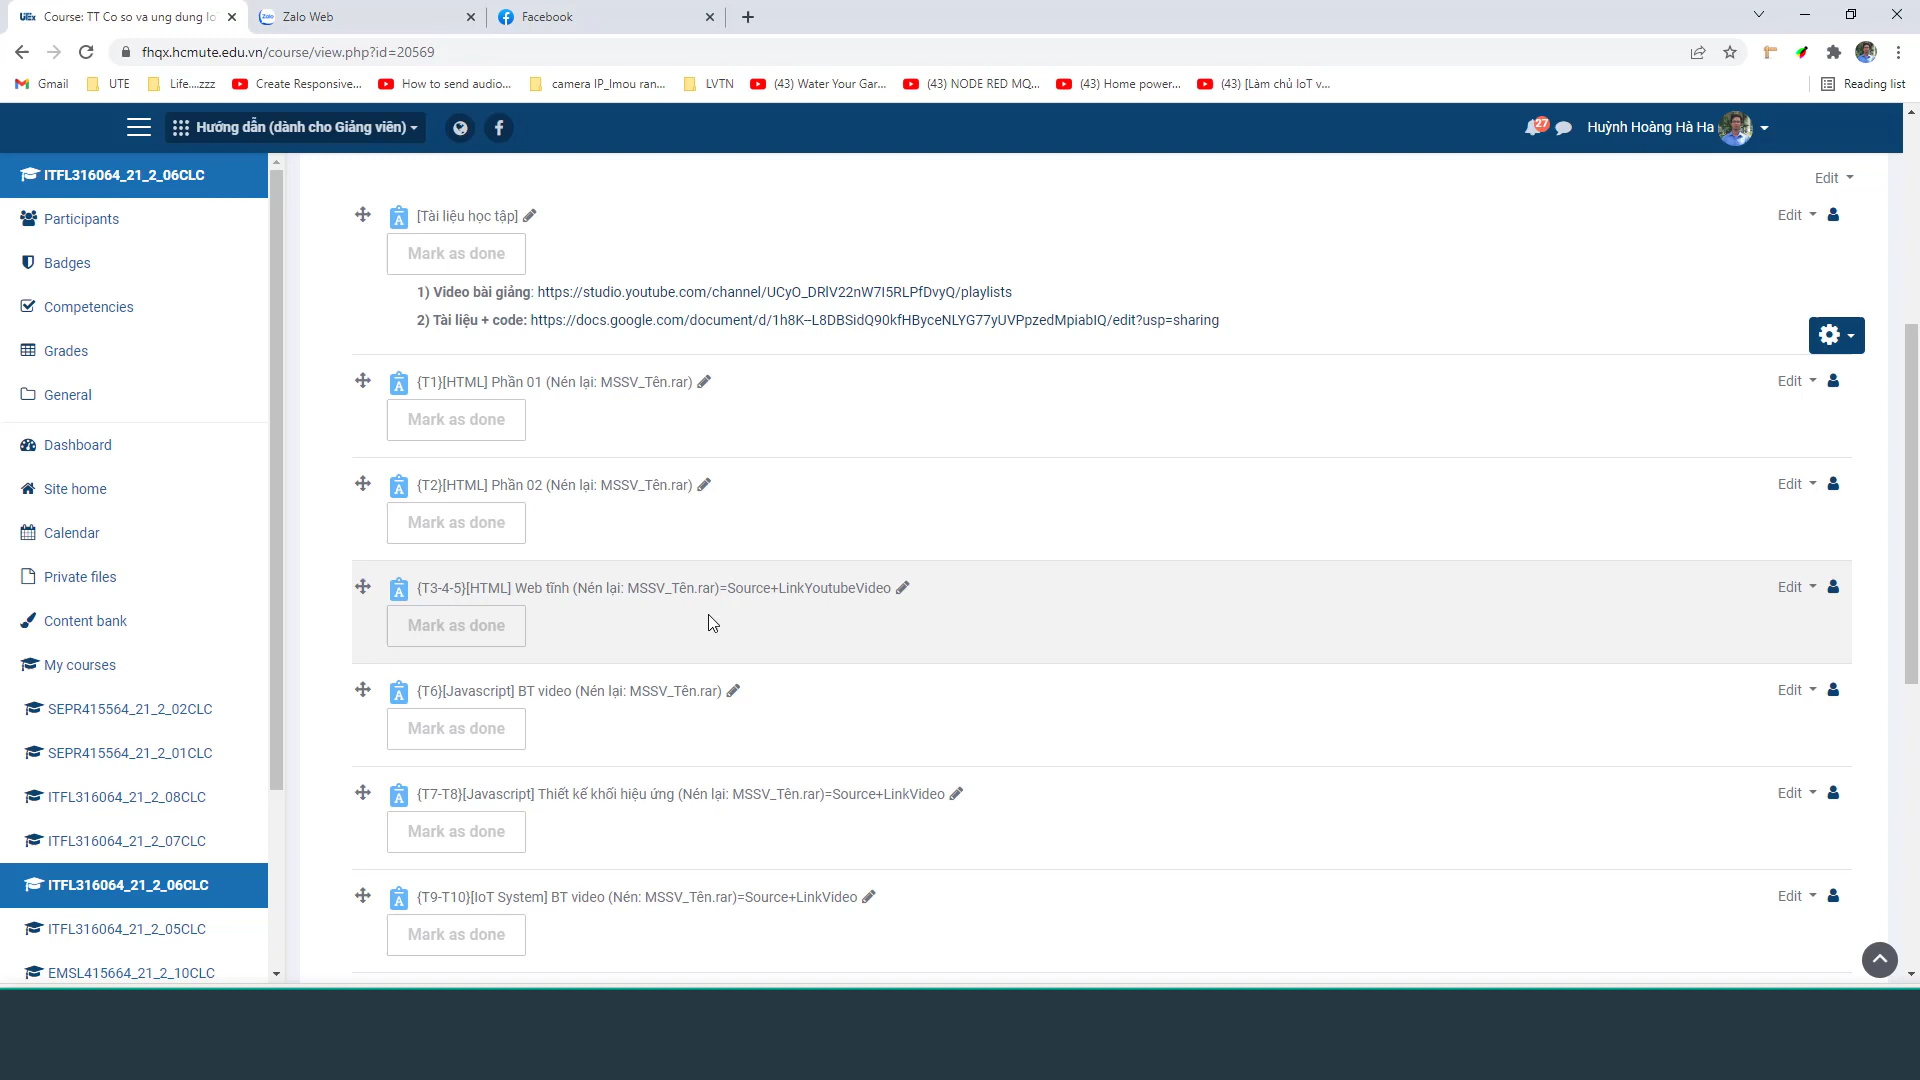 UTEx Course: TT Co so va ung dung Io
Zalo Zalo Web
Facebook
fhqx.hcmute.edu.vn/course/view.php?id=20569
Gmail
UTE
Life....zzz
Create Responsive...
How to send audio...
camera IP_Imou ran...
LVTN
(43) Water Your Gar...
(43) NODE RED MQ...
(43) Home power...
(43) [Làm chủ IoT v...
Reading list
Hướng dẫn (dành cho Giảng viên)
27
Huỳnh Hoàng Hà Ha
ITFL316064_21_2_06CLC
Participants
Badges
Competencies
Grades
General
Dashboard
Site home
Calendar
Private files
Content bank
My courses
SEPR415564_21_2_02CLC
SEPR415564_21_2_01CLC
ITFL316064_21_2_08CLC
ITFL316064_21_2_07CLC
ITFL316064_21_2_06CLC
ITFL316064_21_2_05CLC
EMSL415664_21_2_10CLC
Edit
[Tài liệu học tập] Edit
Mark as done
1) Video bài giảng: https://studio.youtube.com/channel/UCyO_DRlV22nW7I5RLPfDvyQ/playlists
2) Tài liệu + code: https://docs.google.com/document/d/1h8K--L8DBSidQ90kfHByceNLYG77yUVPpzedMpiabIQ/edit?usp=sharing
{T1}[HTML] Phần 01 (Nén lại: MSSV_Tên.rar) Edit
Mark as done
{T2}[HTML] Phần 02 (Nén lại: MSSV_Tên.rar) Edit
Mark as done
{T3-4-5}[HTML] Web tĩnh (Nén lại: MSSV_Tên.rar)=Source+LinkYoutubeVideo Edit
Mark as done
{T6}[Javascript] BT video (Nén lại: MSSV_Tên.rar) Edit
Mark as done
{T7-T8}[Javascript] Thiết kế khối hiệu ứng (Nén lại: MSSV_Tên.rar)=Source+LinkVideo Edit
Mark as done
{T9-T10}[IoT System] BT video (Nén: MSSV_Tên.rar)=Source+LinkVideo Edit
Mark as done